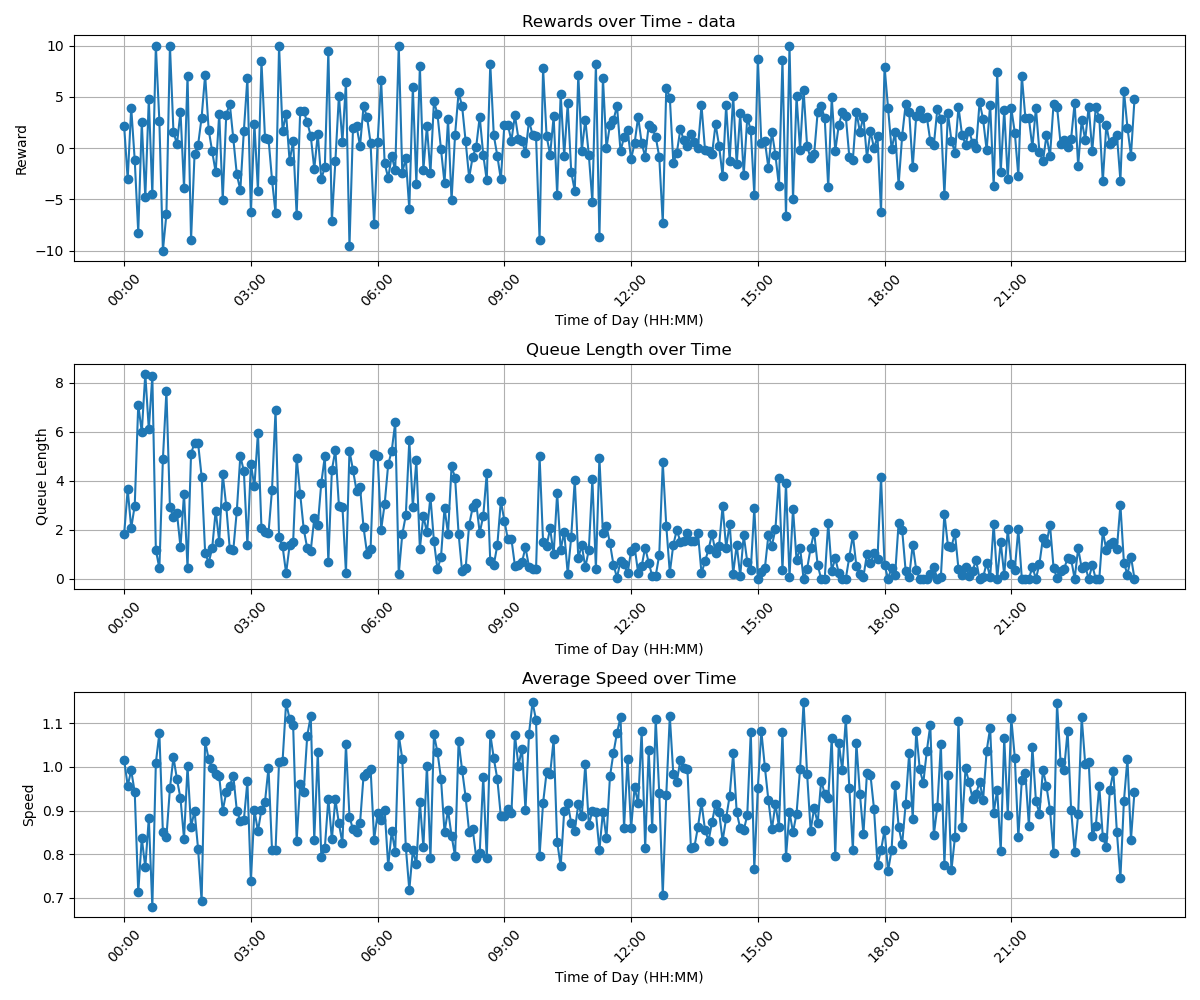 Rewards over Time - data
Reward
10
5
0
−5
−10
00:00 03:00 06:00 09:00 12:00 15:00 18:00 21:00
Time of Day (HH:MM)
Queue Length over Time
Queue Length
8
6
4
2
0
00:00 03:00 06:00 09:00 12:00 15:00 18:00 21:00
Time of Day (HH:MM)
Average Speed over Time
Speed
1.1
1.0
0.9
0.8
0.7
00:00 03:00 06:00 09:00 12:00 15:00 18:00 21:00
Time of Day (HH:MM)